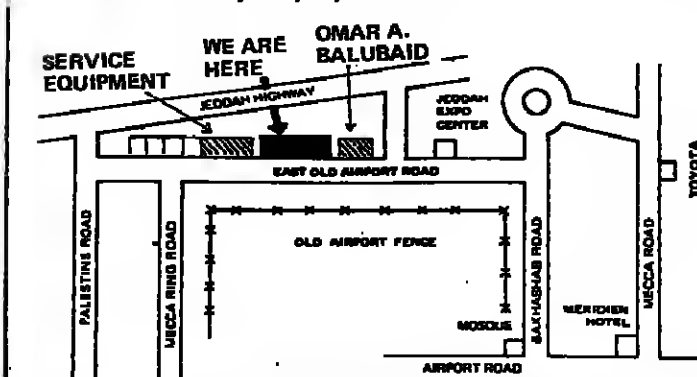 SERVICE
EQUIPMENT
WE ARE
HERE
OMAR A.
BALUBAID
JEDDAH HIGHWAY
JEDDAH
EXPO
CENTER
EAST OLD AIRPORT ROAD
TOYOTA
PALESTINE ROAD
MECCA RING ROAD
OLD AIRPORT FENCE
BAKHASHAB ROAD
MECCA ROAD
MERIDIEN
HOTEL
MOSQUE
AIRPORT ROAD